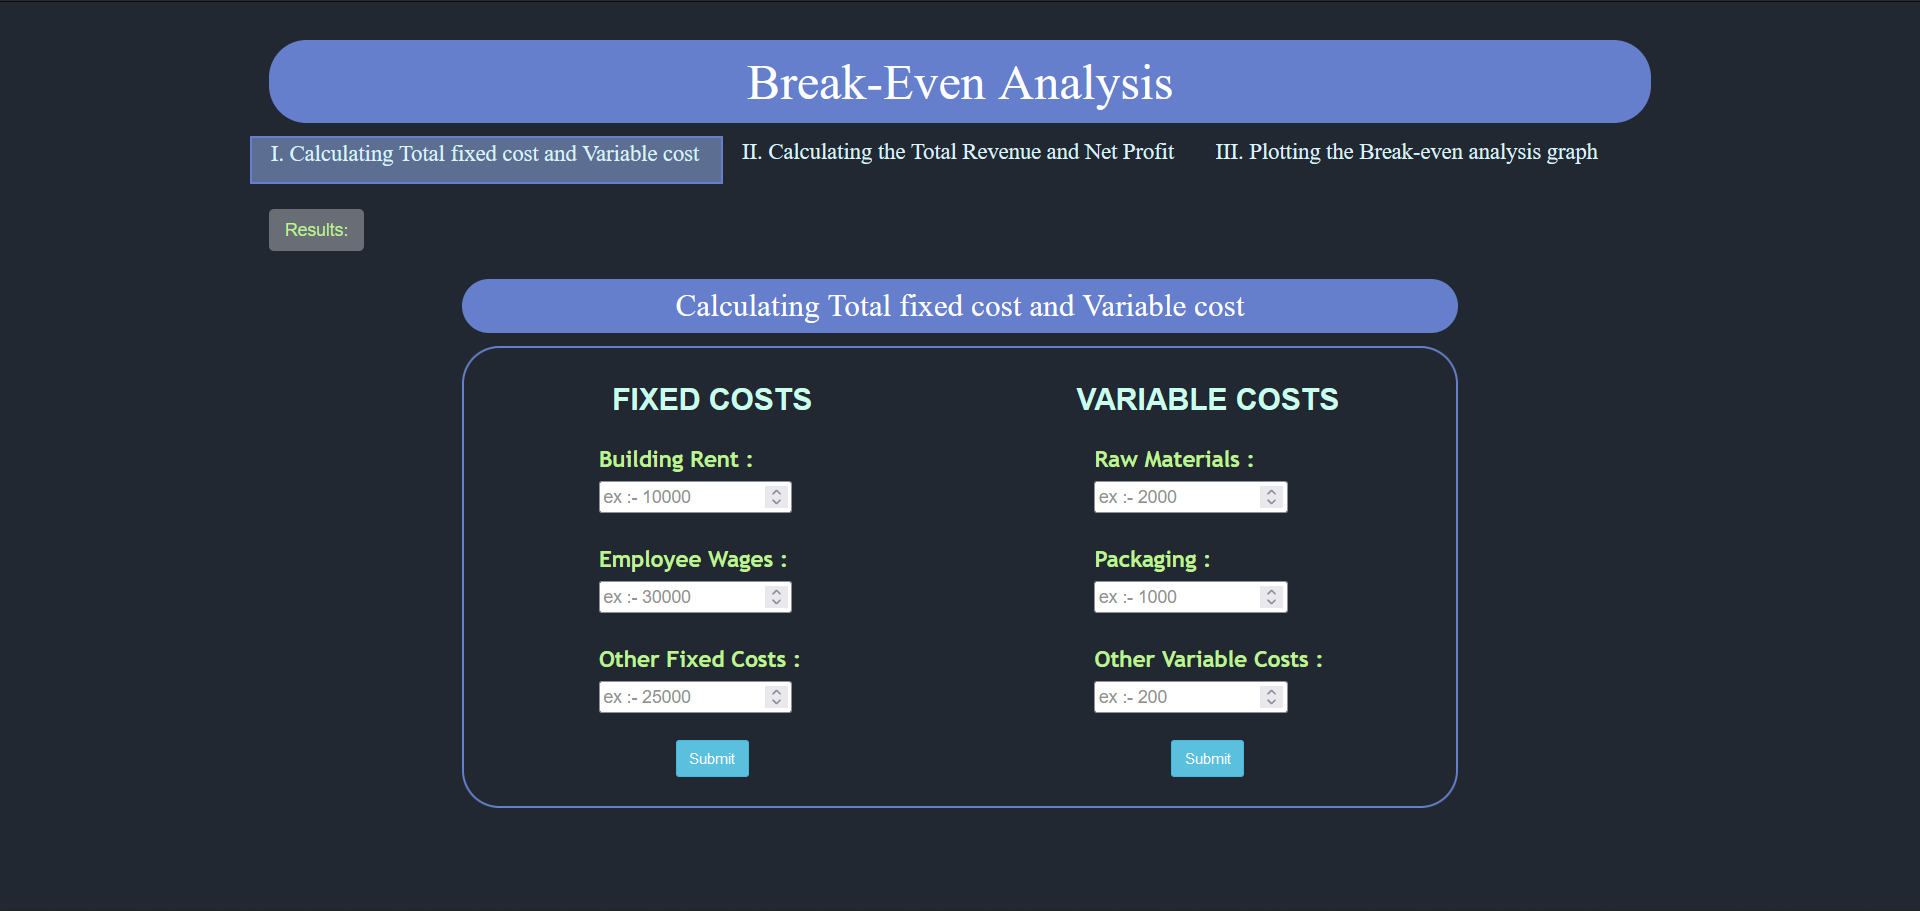 Break-Even Analysis
I. Calculating Total fixed cost and Variable cost
II. Calculating the Total Revenue and Net Profit
III. Plotting the Break-even analysis graph
Results:
Calculating Total fixed cost and Variable cost
FIXED COSTS
Building Rent :
ex :- 10000
Employee Wages :
ex :- 30000
Other Fixed Costs :
ex :- 25000
Submit
VARIABLE COSTS
Raw Materials :
ex :- 2000
Packaging :
ex :- 1000
Other Variable Costs :
ex :- 200
Submit